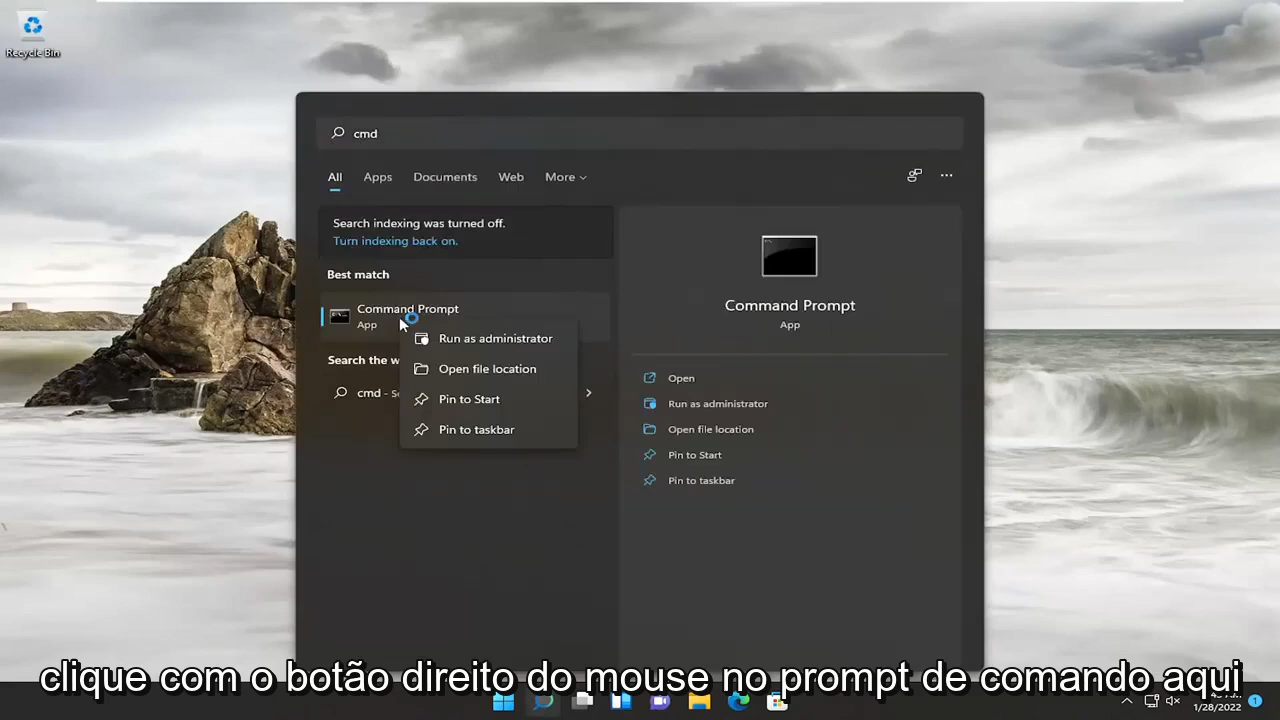 Recycle Bin
cmd
All
Apps
Documents
Web
More
Search indexing was turned off.
Turn indexing back on.
Best match
Command Prompt
App
Search the w
cmd - Se
Run as administrator
Open file location
Pin to Start
Pin to taskbar
Command Prompt
App
Open
Run as administrator
Open file location
Pin to Start
Pin to taskbar
clique com o botão direito do mouse no prompt de comando aqui
1/28/2022
1